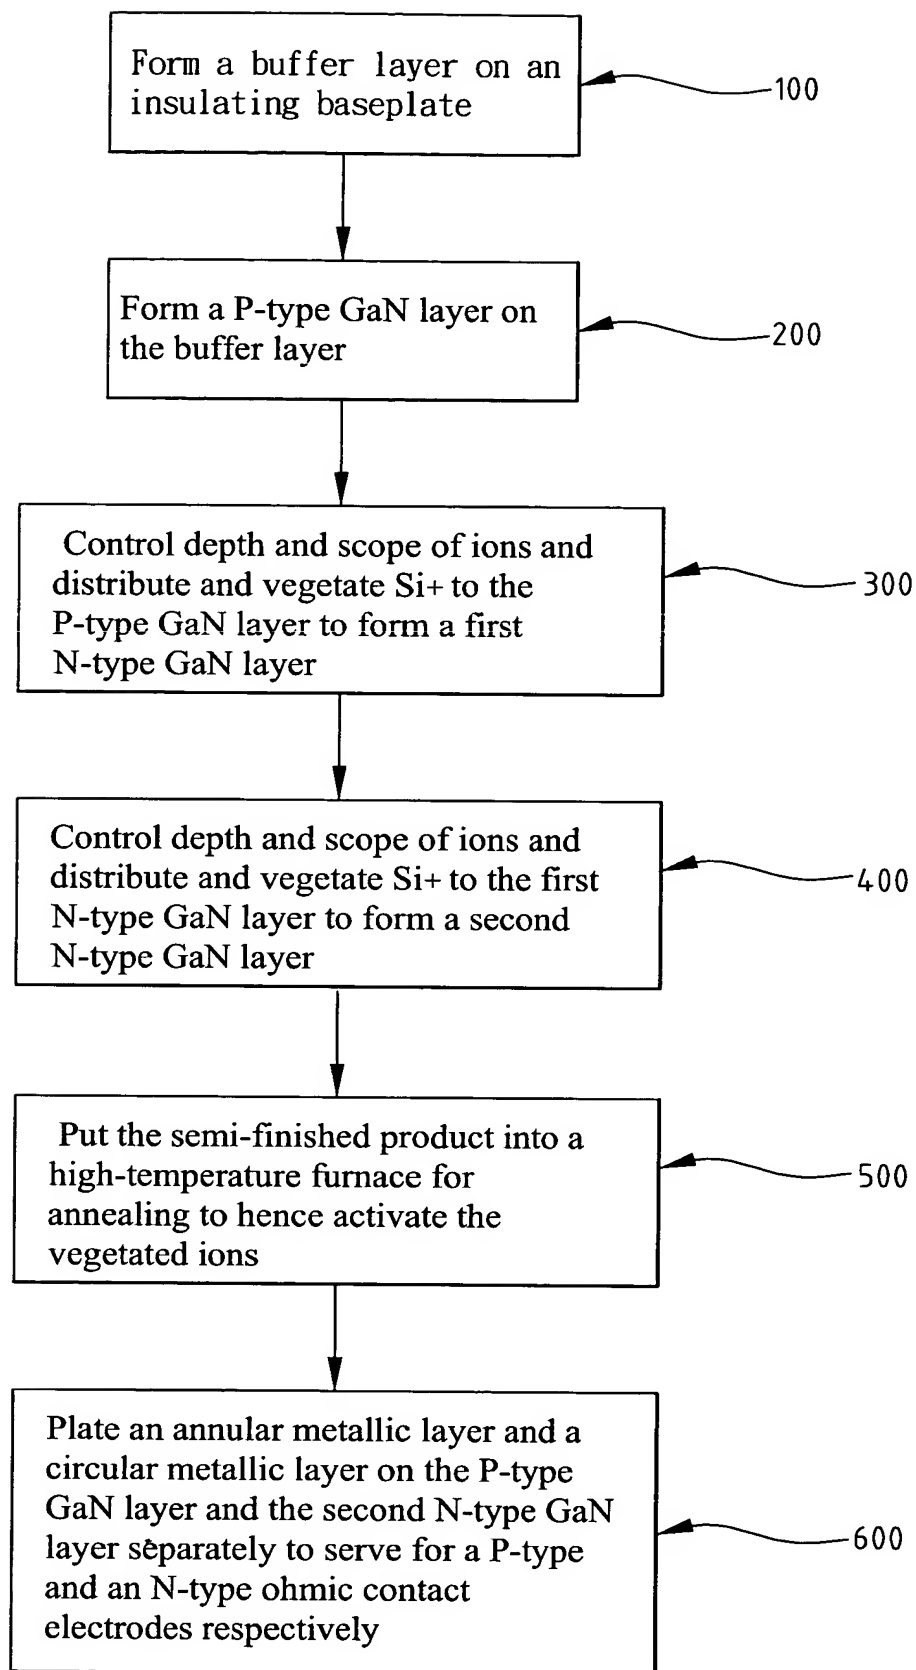 Form a buffer layer on an
insulating baseplate
100
Form a P-type GaN layer on
the buffer layer
200
Control depth and scope of ions and
distribute and vegetate Si+ to the
P-type GaN layer to form a first
N-type GaN layer
300
Control depth and scope of ions and
distribute and vegetate Si+ to the first
N-type GaN layer to form a second
N-type GaN layer
400
Put the semi-finished product into a
high-temperature furnace for
annealing to hence activate the
vegetated ions
500
Plate an annular metallic layer and a
circular metallic layer on the P-type
GaN layer and the second N-type GaN
layer separately to serve for a P-type
and an N-type ohmic contact
electrodes respectively
600